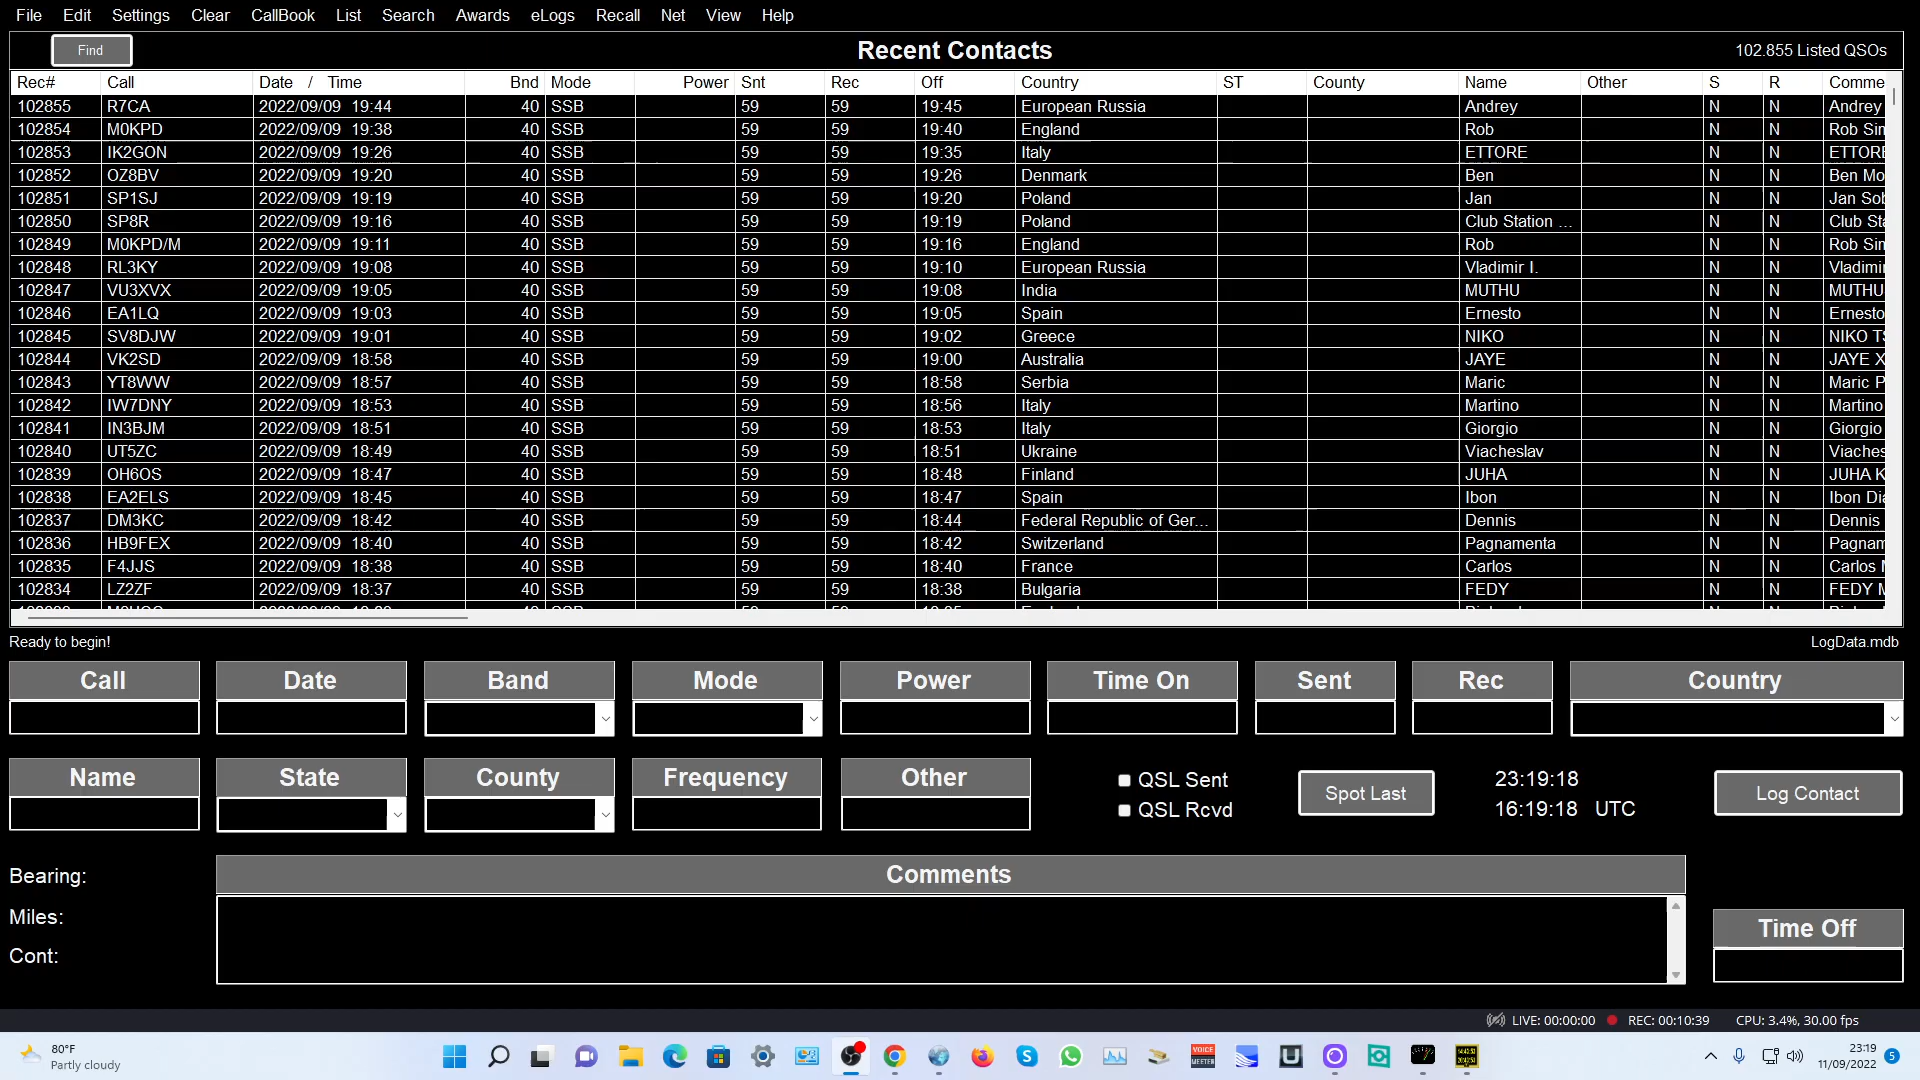 File Edit Settings Clear CallBook List Search Awards eLogs Recall Net View Help
Find Recent Contacts 102.855 Listed QSOs
Rec# Call Date / Time Bnd Mode Power Snt Rec Off Country ST County Name Other S R Comme
102855 R7CA 2022/09/09 19:44 40 SSB 59 59 19:45 European Russia Andrey N N Andrey
102854 M0KPD 2022/09/09 19:38 40 SSB 59 59 19:40 England Rob N N Rob Sin
102853 IK2GON 2022/09/09 19:26 40 SSB 59 59 19:35 Italy ETTORE N N ETTORE
102852 OZ8BV 2022/09/09 19:20 40 SSB 59 59 19:26 Denmark Ben N N Ben Mo
102851 SP1SJ 2022/09/09 19:19 40 SSB 59 59 19:20 Poland Jan N N Jan Sob
102850 SP8R 2022/09/09 19:16 40 SSB 59 59 19:19 Poland Club Station ... N N Club Sta
102849 M0KPD/M 2022/09/09 19:11 40 SSB 59 59 19:16 England Rob N N Rob Sin
102848 RL3KY 2022/09/09 19:08 40 SSB 59 59 19:10 European Russia Vladimir I. N N Vladimir
102847 VU3XVX 2022/09/09 19:05 40 SSB 59 59 19:08 India MUTHU N N MUTHU
102846 EA1LQ 2022/09/09 19:03 40 SSB 59 59 19:05 Spain Ernesto N N Ernesto
102845 SV8DJW 2022/09/09 19:01 40 SSB 59 59 19:02 Greece NIKO N N NIKO TS
102844 VK2SD 2022/09/09 18:58 40 SSB 59 59 19:00 Australia JAYE N N JAYE X
102843 YT8WW 2022/09/09 18:57 40 SSB 59 59 18:58 Serbia Maric N N Maric P
102842 IW7DNY 2022/09/09 18:53 40 SSB 59 59 18:56 Italy Martino N N Martino
102841 IN3BJM 2022/09/09 18:51 40 SSB 59 59 18:53 Italy Giorgio N N Giorgio
102840 UT5ZC 2022/09/09 18:49 40 SSB 59 59 18:51 Ukraine Viacheslav N N Viaches
102839 OH6OS 2022/09/09 18:47 40 SSB 59 59 18:48 Finland JUHA N N JUHA K
102838 EA2ELS 2022/09/09 18:45 40 SSB 59 59 18:47 Spain Ibon N N Ibon Dia
102837 DM3KC 2022/09/09 18:42 40 SSB 59 59 18:44 Federal Republic of Ger... Dennis N N Dennis
102836 HB9FEX 2022/09/09 18:40 40 SSB 59 59 18:42 Switzerland Pagnamenta N N Pagnam
102835 F4JJS 2022/09/09 18:38 40 SSB 59 59 18:40 France Carlos N N Carlos M
102834 LZ2ZF 2022/09/09 18:37 40 SSB 59 59 18:38 Bulgaria FEDY N N FEDY M
Ready to begin! LogData.mdb
Call Date Band Mode Power Time On Sent Rec Country
Name State County Frequency Other
QSL Sent Spot Last 23:19:18 Log Contact
QSL Rcvd 16:19:18 UTC
Bearing: Comments
Miles:
Time Off
Cont:
LIVE: 00:00:00 REC: 00:10:39 CPU: 3.4%, 30.00 fps
80°F
Partly cloudy
VOICE
MEETER
23:19
11/09/2022 5